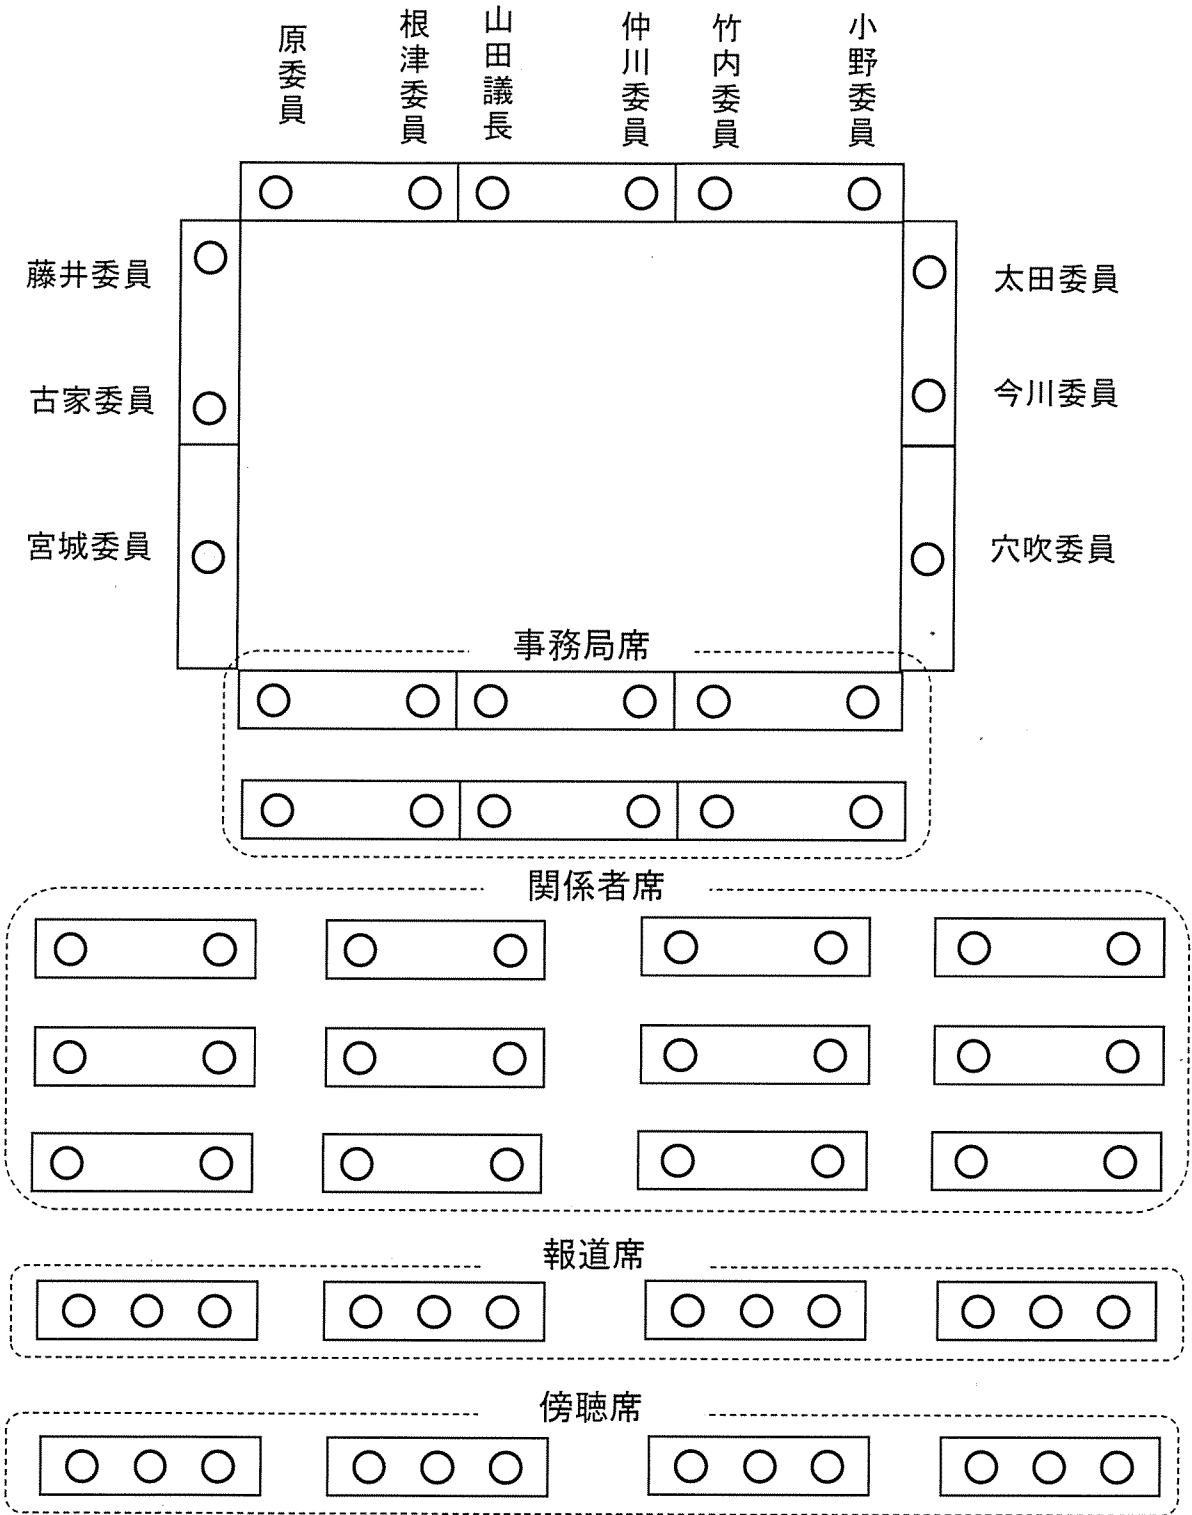 原委員
根津委員
山田議長
仲川委員
竹内委員
小野委員
藤井委員
太田委員
古家委員
今川委員
宮城委員
穴吹委員
事務局席
関係者席
報道席
傍聴席